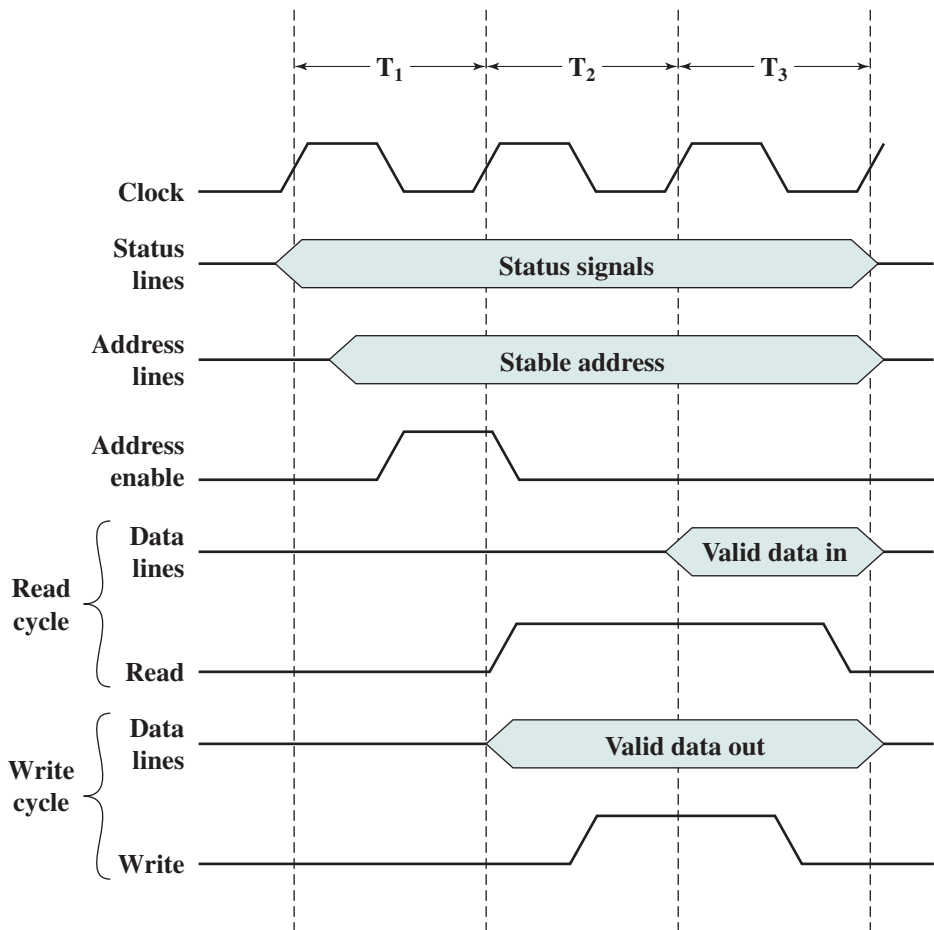 T1
T2
T3
Clock
Status
lines
Status signals
Address
lines
Stable address
Address
enable
Read
cycle
Data
lines
Valid data in
Read
Write
cycle
Data
lines
Valid data out
Write